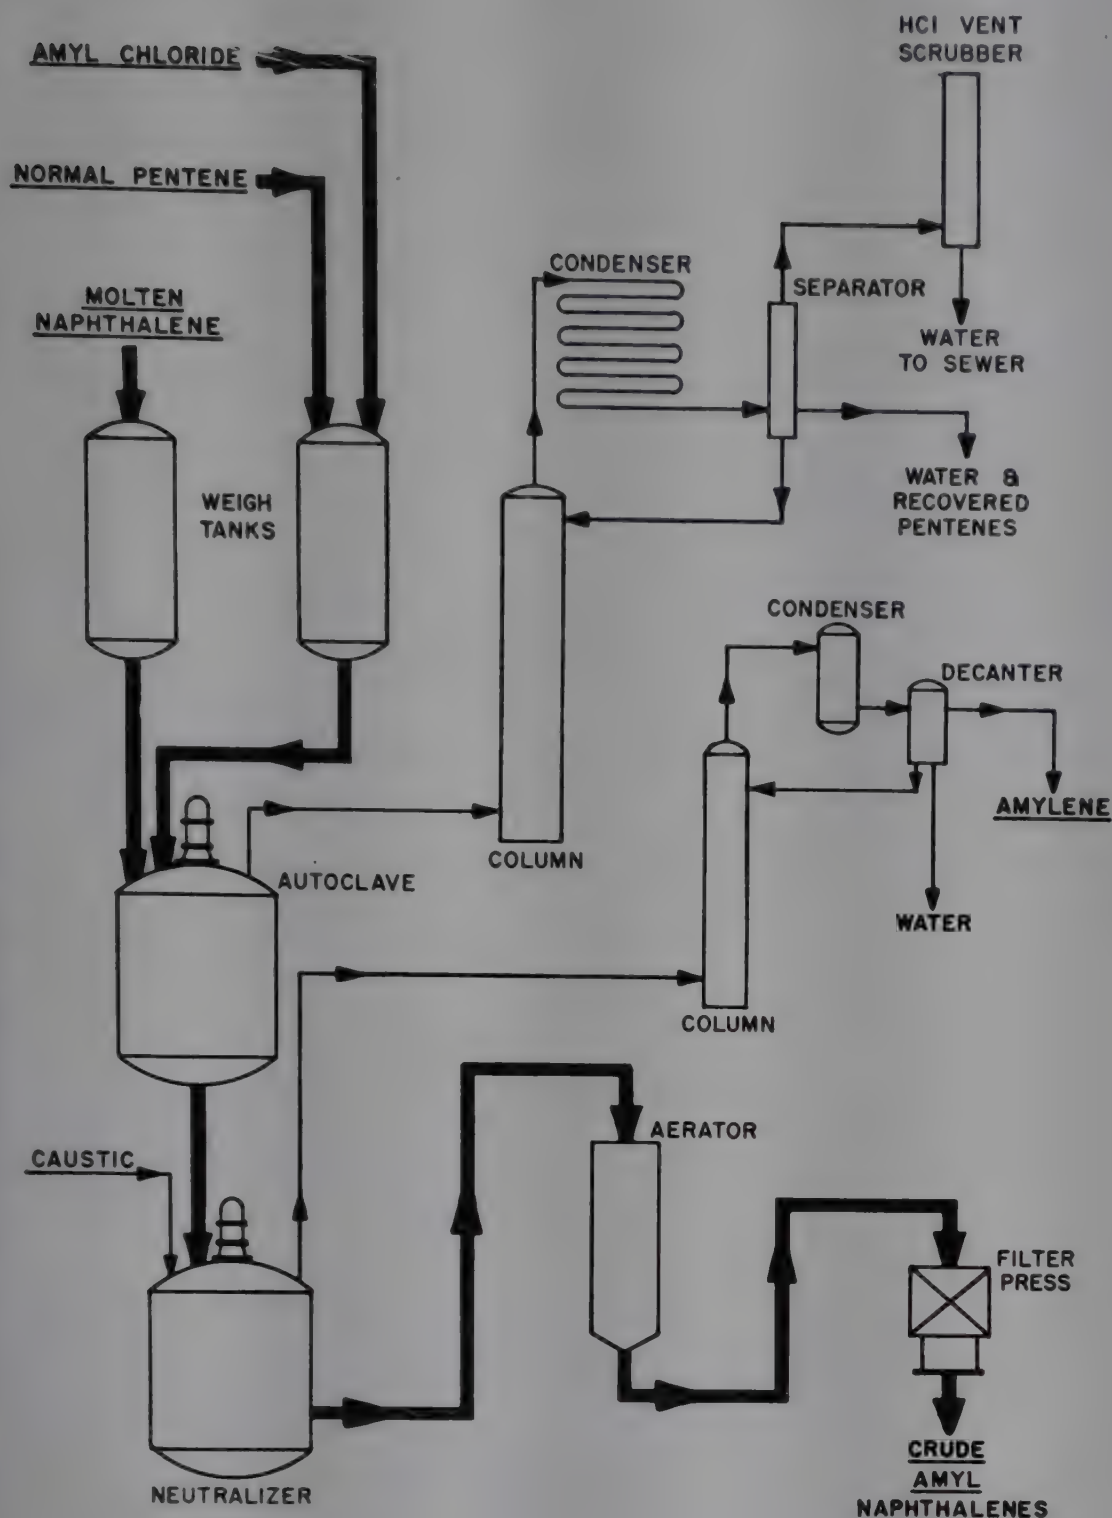 AMYL CHLORIDE
NORMAL PENTENE
MOLTEN
NAPHTHALENE
WEIGH
TANKS
HCl VENT
SCRUBBER
CONDENSER
SEPARATOR
WATER
TO SEWER
WATER &
RECOVERED
PENTENES
CONDENSER
DECANTER
AMYLENE
WATER
COLUMN
AUTOCLAVE
COLUMN
CAUSTIC
AERATOR
FILTER
PRESS
NEUTRALIZER
CRUDE
AMYL
NAPHTHALENES